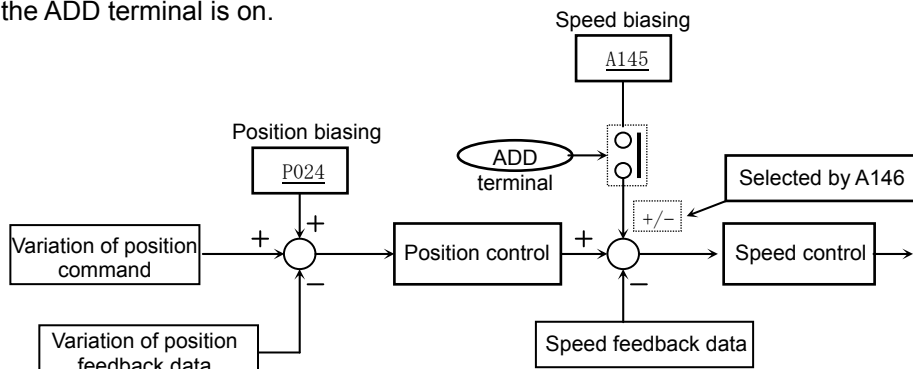 the ADD terminal is on.
Speed biasing
A145
Position biasing
P024
ADD
terminal
Selected by A146
+/−
Variation of position
command
+
+
−
Position control
+
−
Speed control
Variation of position
feedback data
Speed feedback data